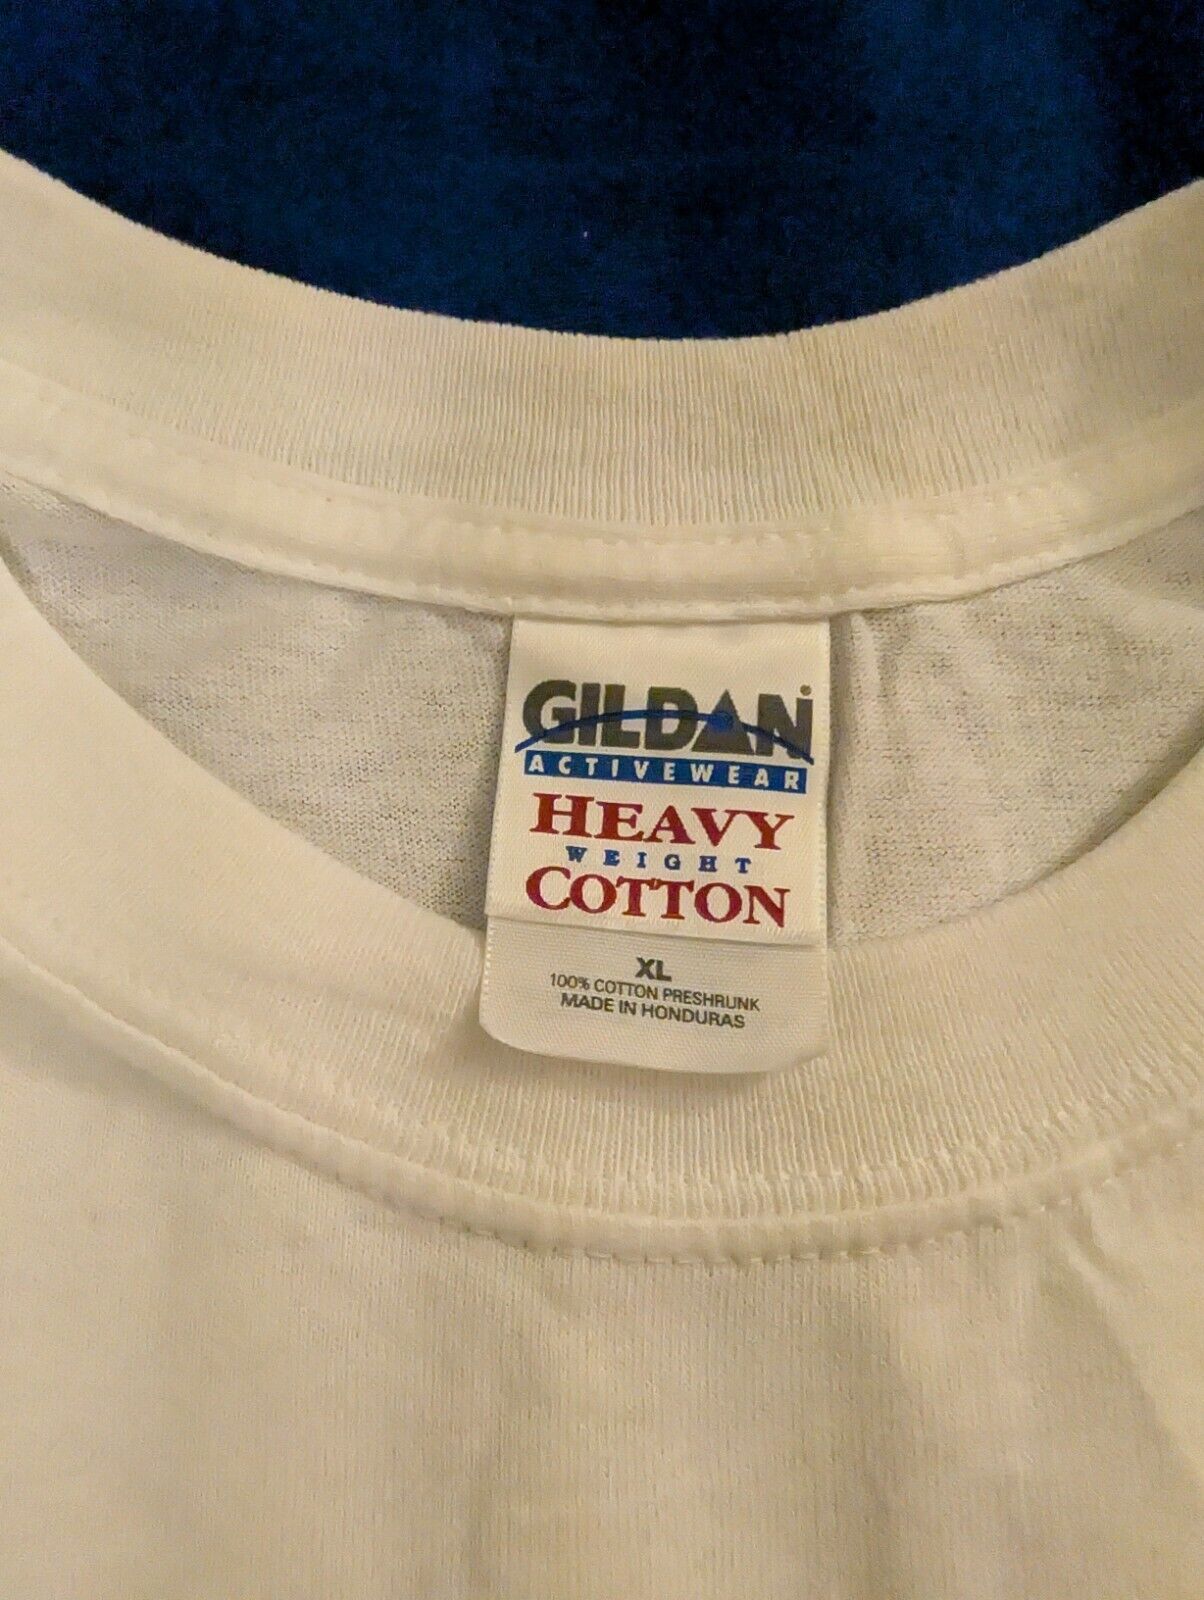 GILDAN®
ACTIVEWEAR
HEAVY
WEIGHT
COTTON
XL
100% COTTON PRESHRUNK
MADE IN HONDURAS